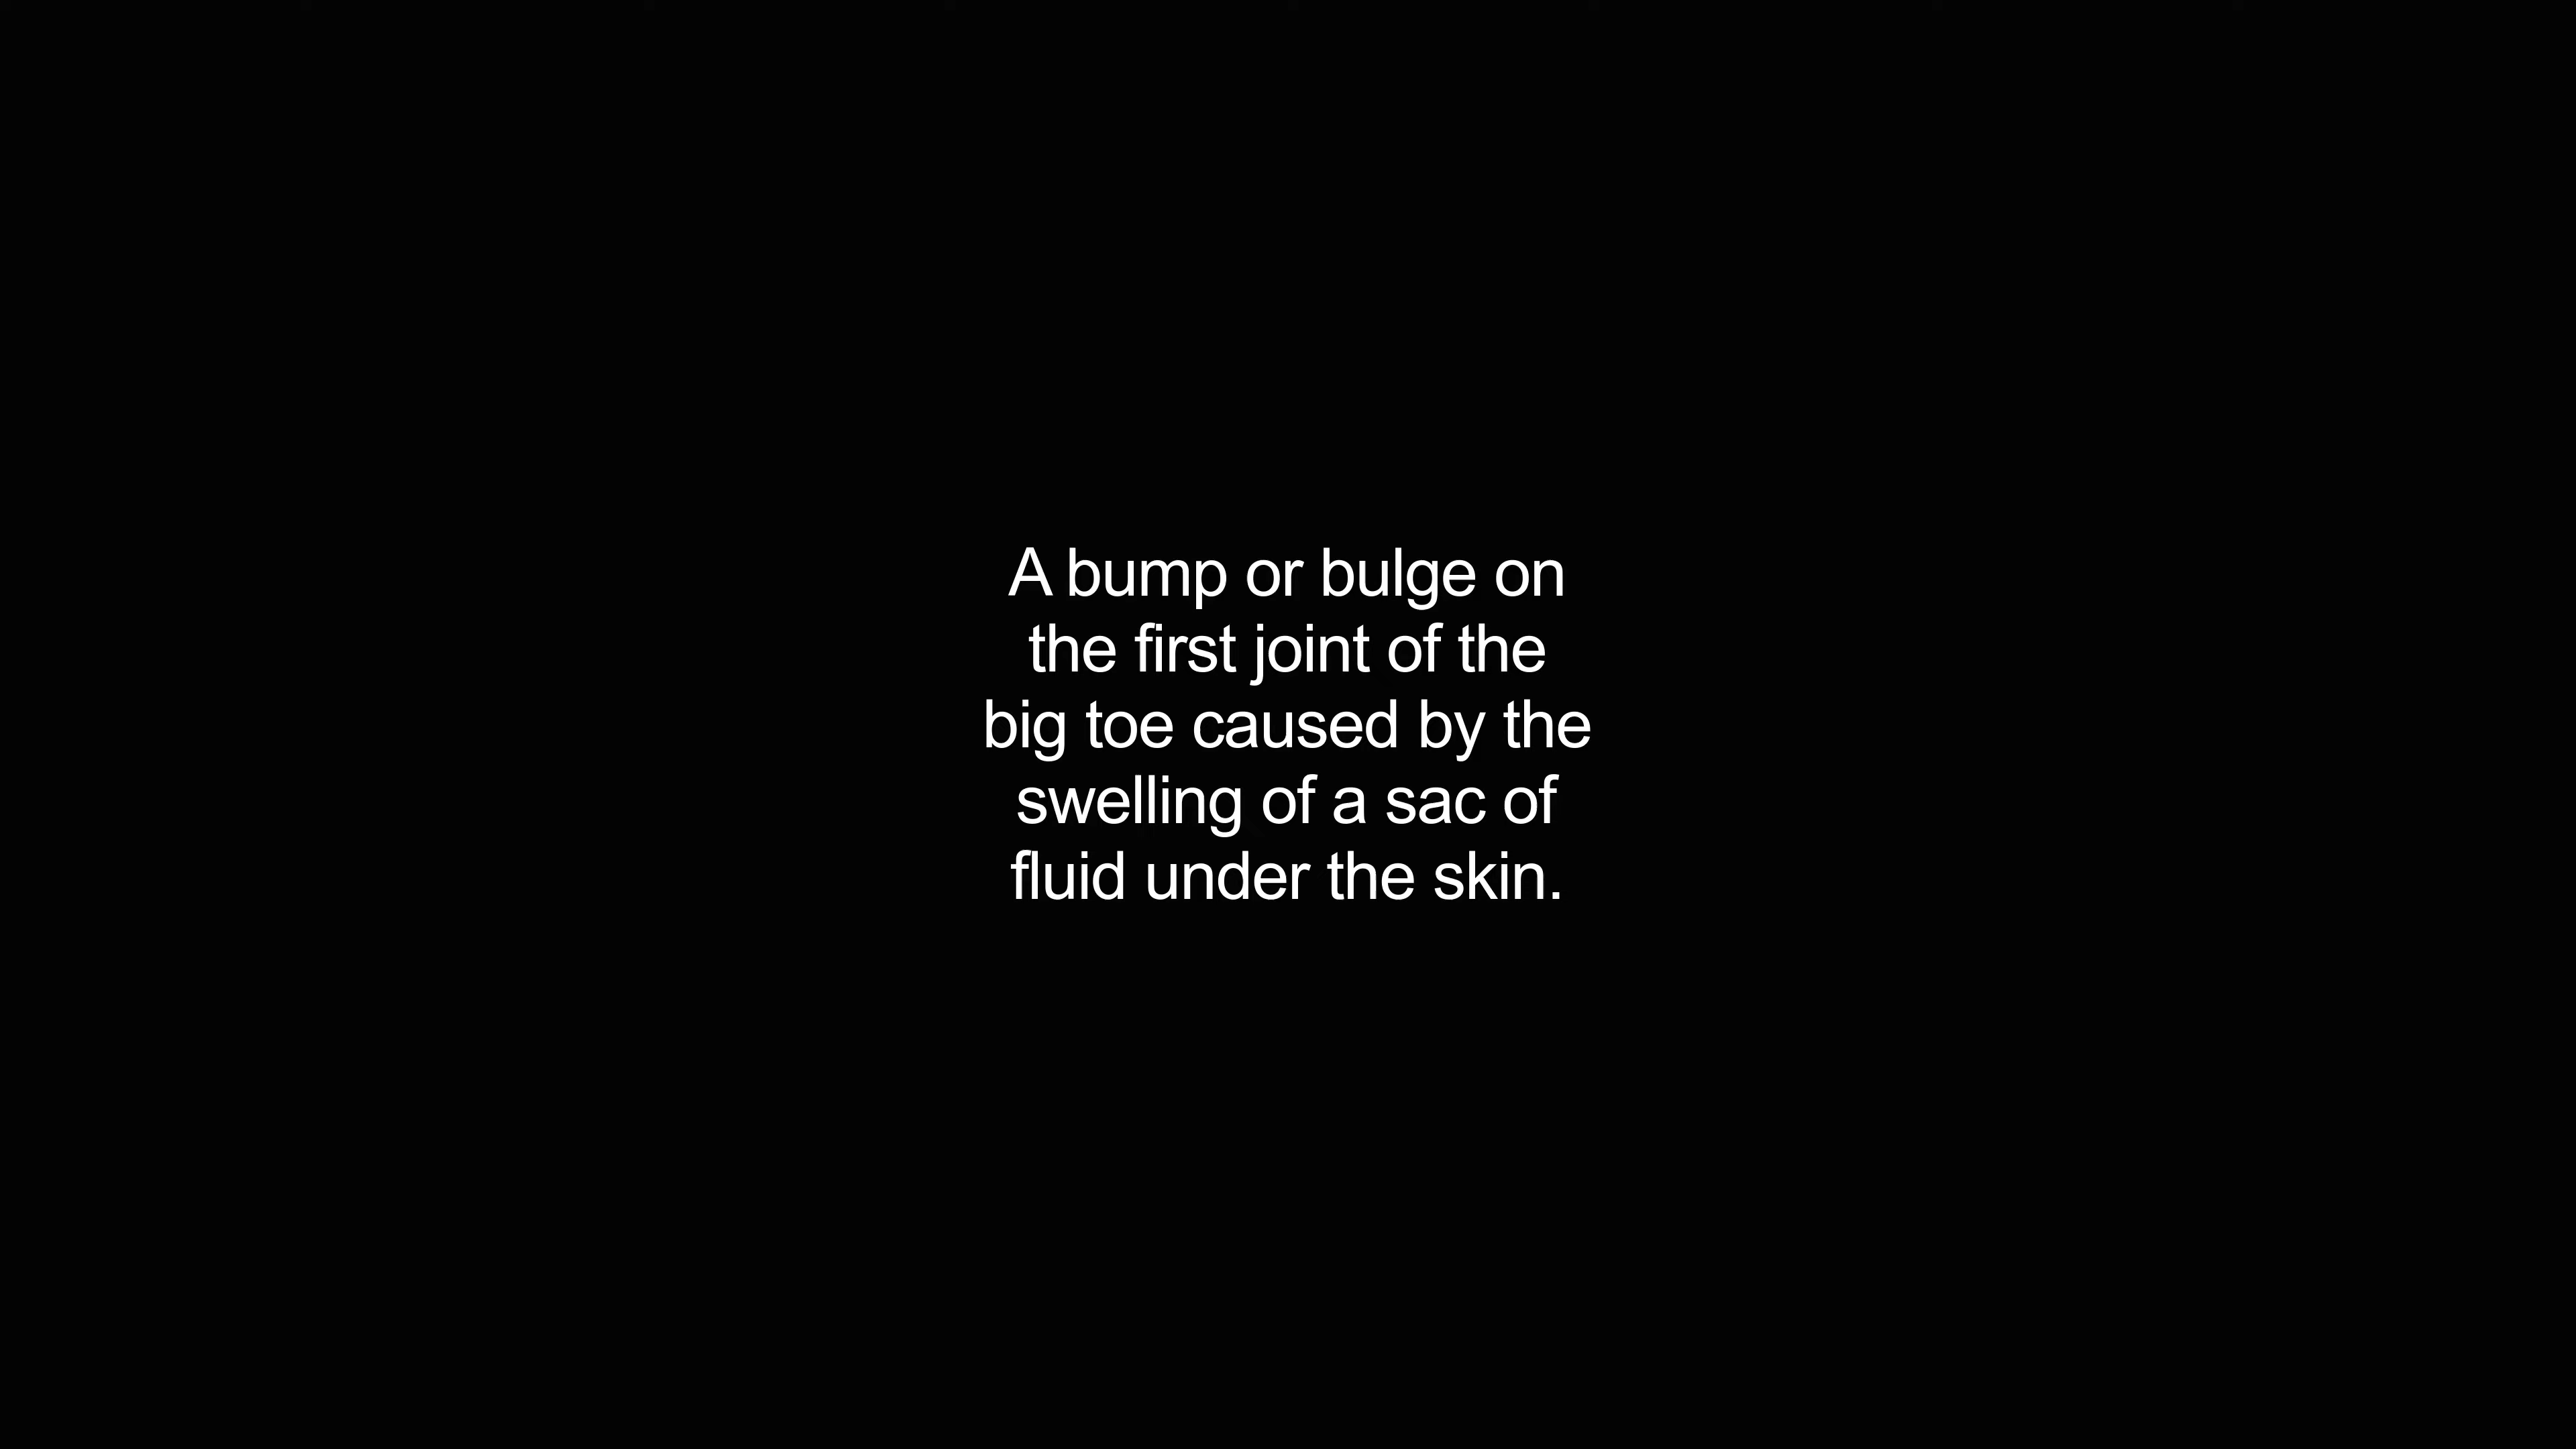 A bump or bulge on
the first joint of the
big toe caused by the
swelling of a sac of
fluid under the skin.